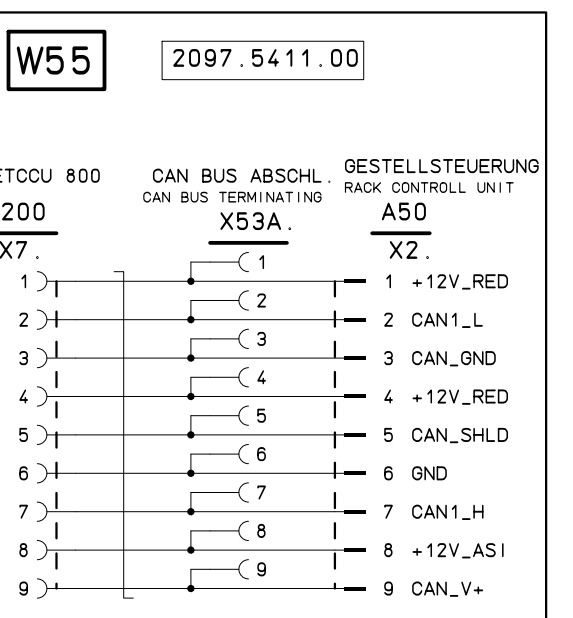 W55 2097.5411.00
ETCCU 800 CAN BUS ABSCHL. GESTELLSTEUERUNG
CAN BUS TERMINATING RACK CONTROLL UNIT
200 X53A. A50
X7. X2.
1 1 1 +12V_RED
2 2 2 CAN1_L
3 3 3 CAN_GND
4 4 4 +12V_RED
5 5 5 CAN_SHLD
6 6 6 GND
7 7 7 CAN1_H
8 8 8 +12V_ASI
9 9 9 CAN_V+